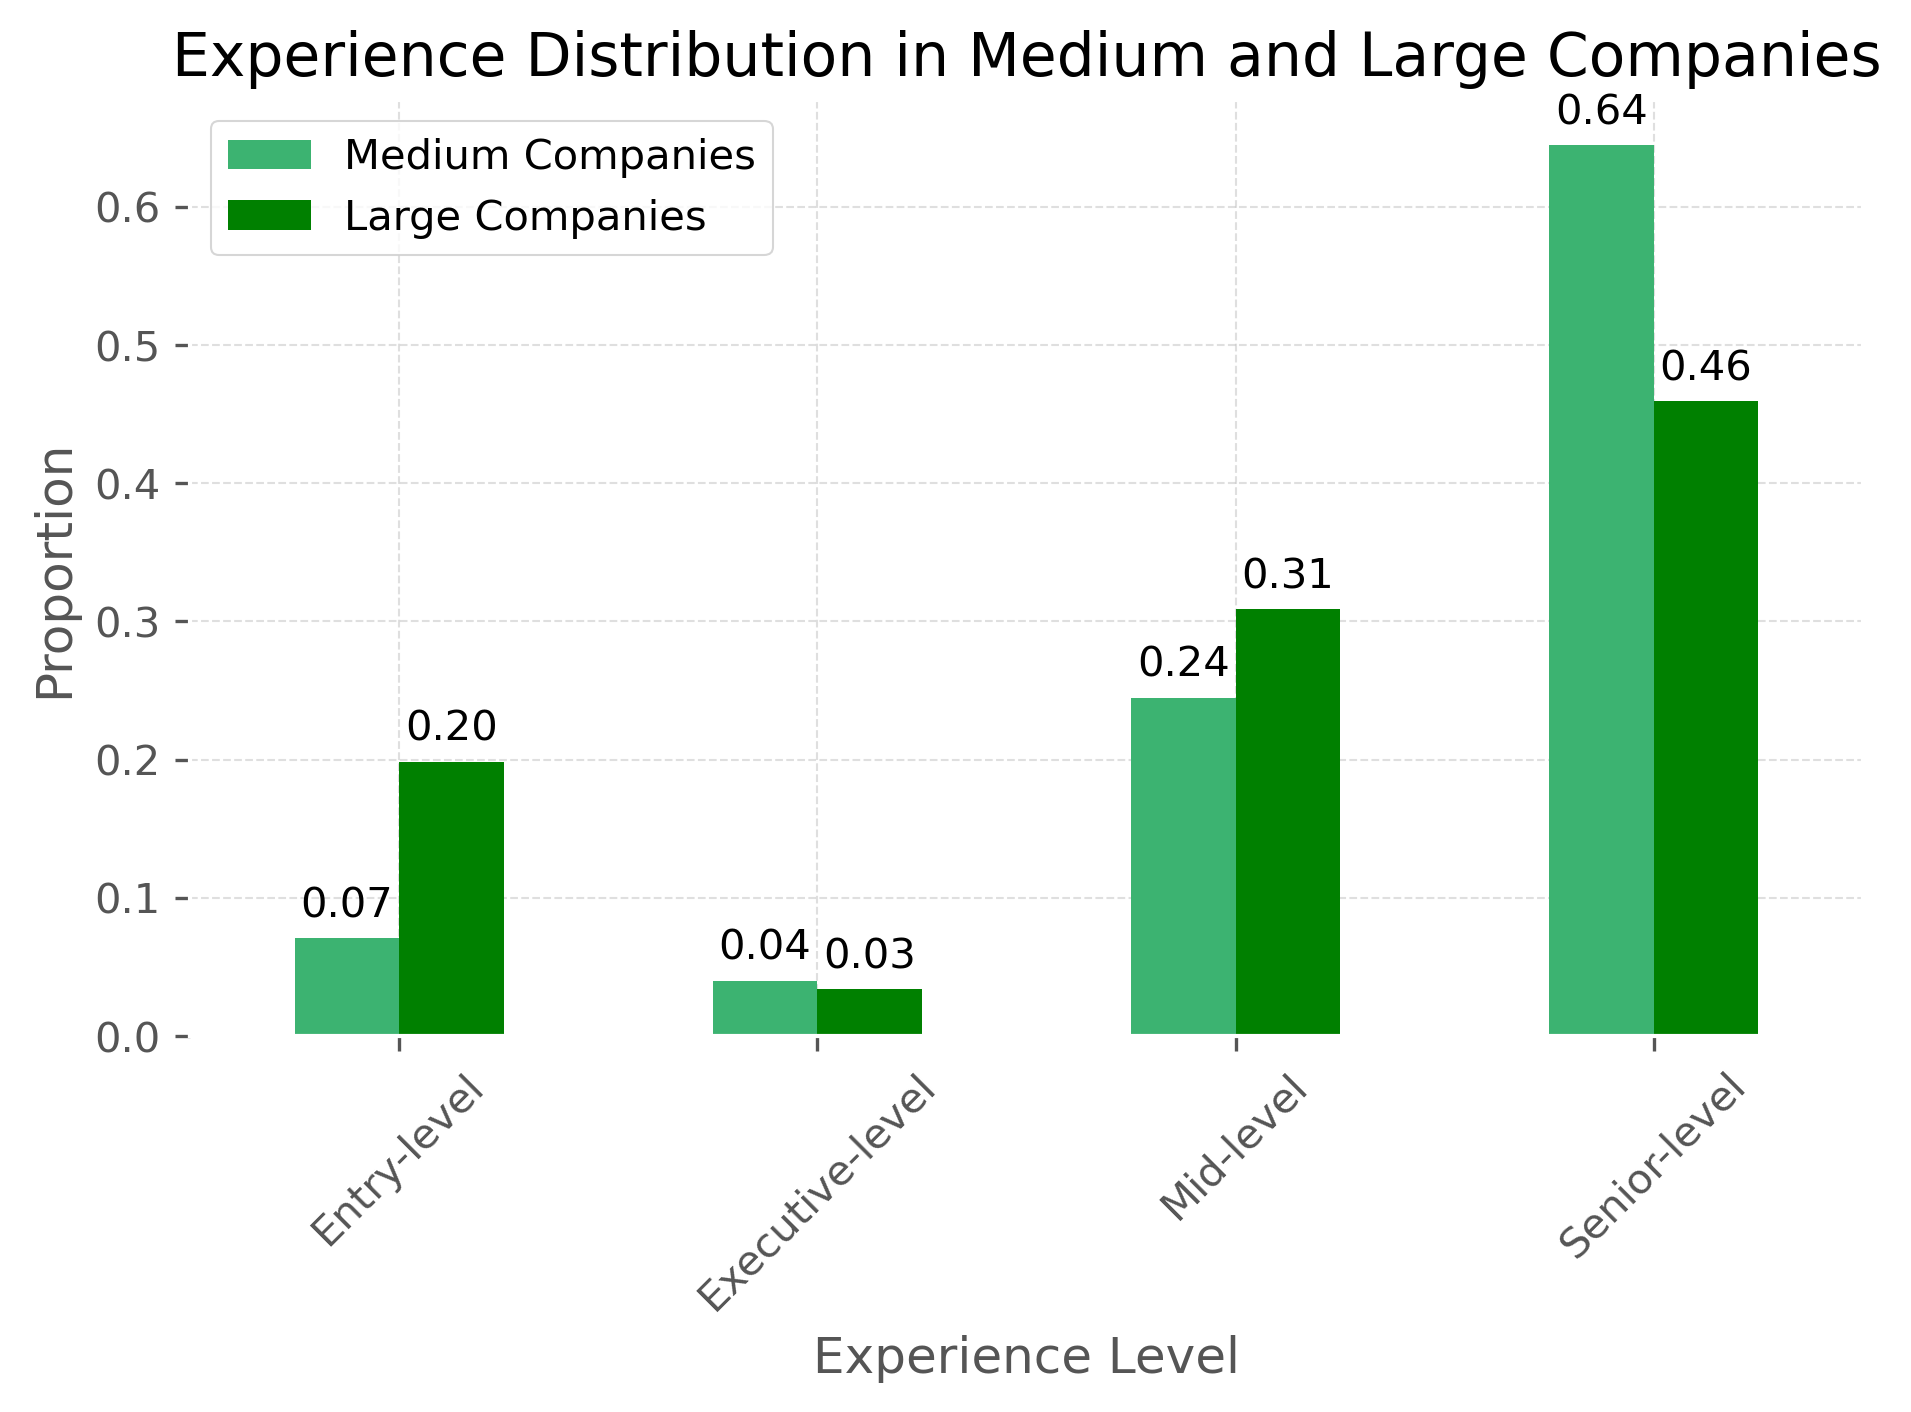 Experience Distribution in Medium and Large Companies
Medium Companies
Large Companies
Proportion
0.6
0.5
0.4
0.3
0.2
0.1
0.0
0.07
0.20
0.04
0.03
0.24
0.31
0.64
0.46
Entry-level
Executive-level
Mid-level
Senior-level
Experience Level